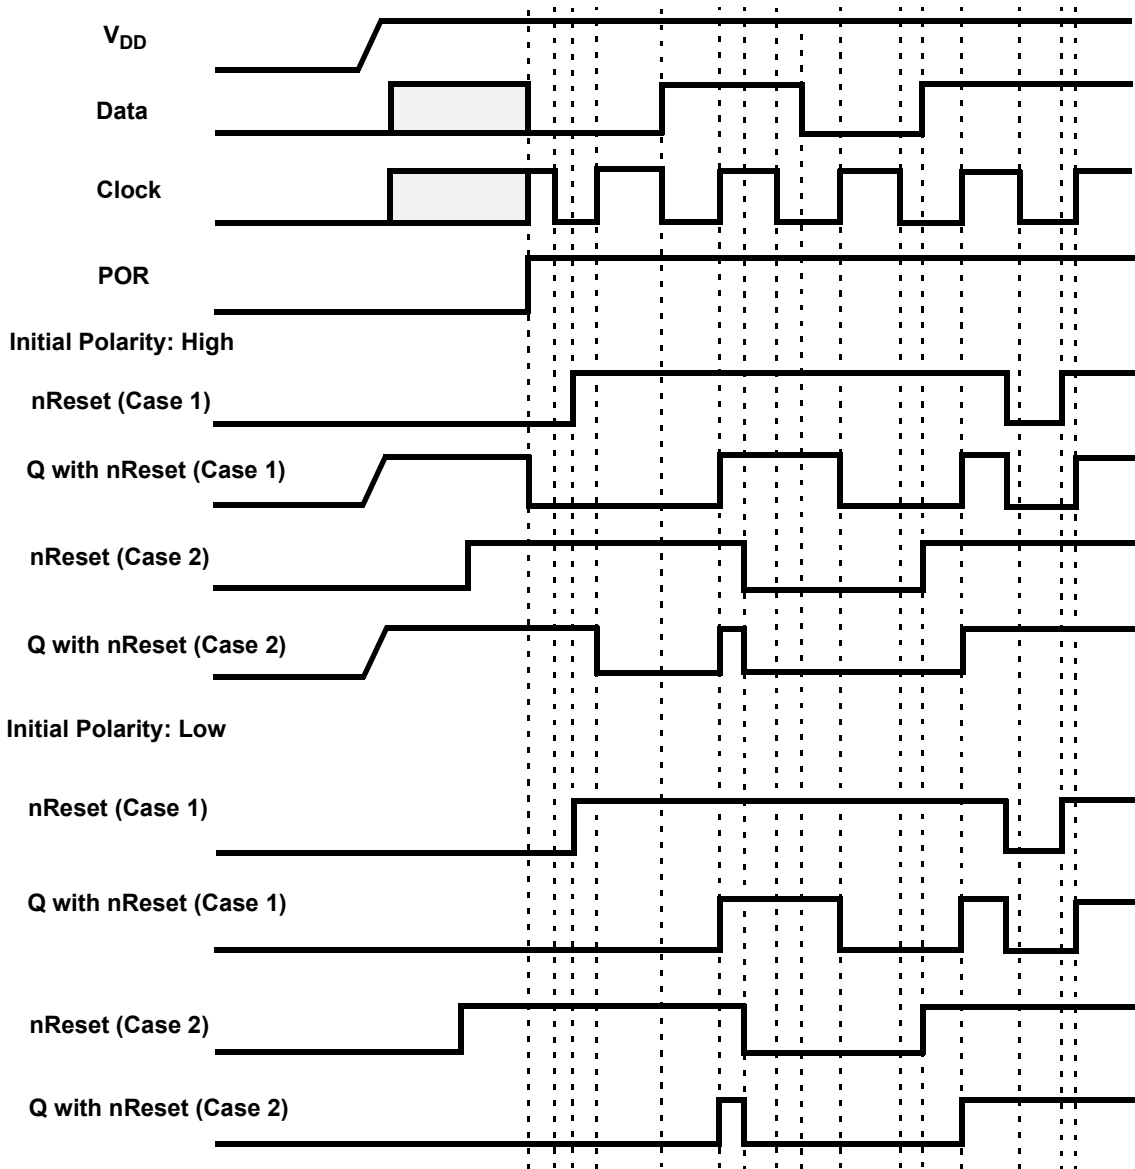 VDD
Data
Clock
POR
Initial Polarity: High
nReset (Case 1)
Q with nReset (Case 1)
nReset (Case 2)
Q with nReset (Case 2)
Initial Polarity: Low
nReset (Case 1)
Q with nReset (Case 1)
nReset (Case 2)
Q with nReset (Case 2)